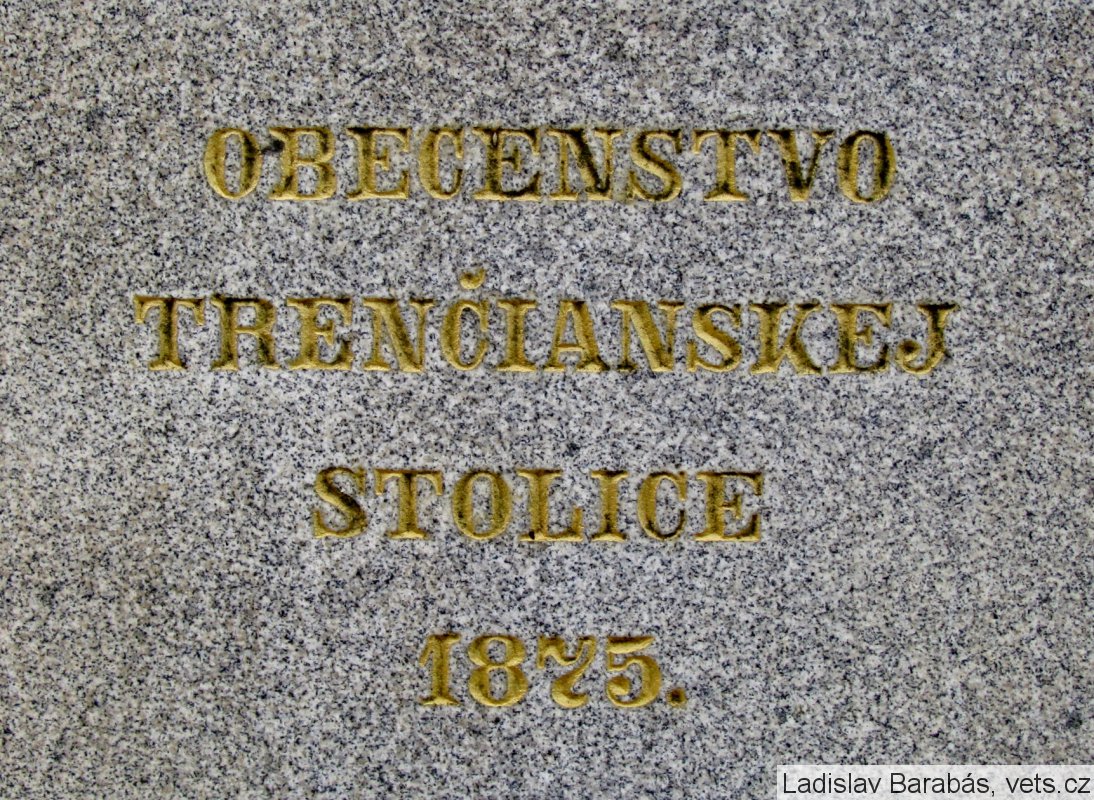 OBECENSTVO
TRENČIANSKEJ
STOLICE
1875.
Ladislav Barabás, vets.cz